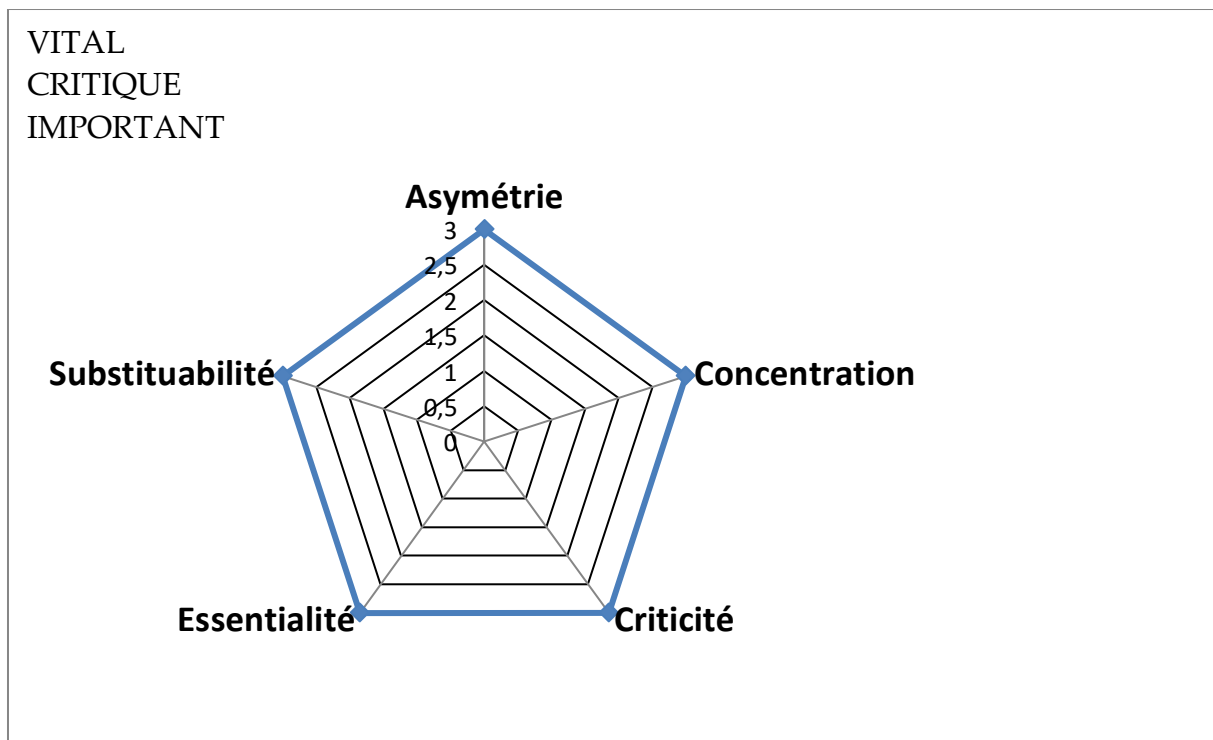 VITAL
CRITIQUE
IMPORTANT
Asymétrie
3
2,5
2
1,5
1
0,5
0
Substituabilité
Concentration
Essentialité
Criticité